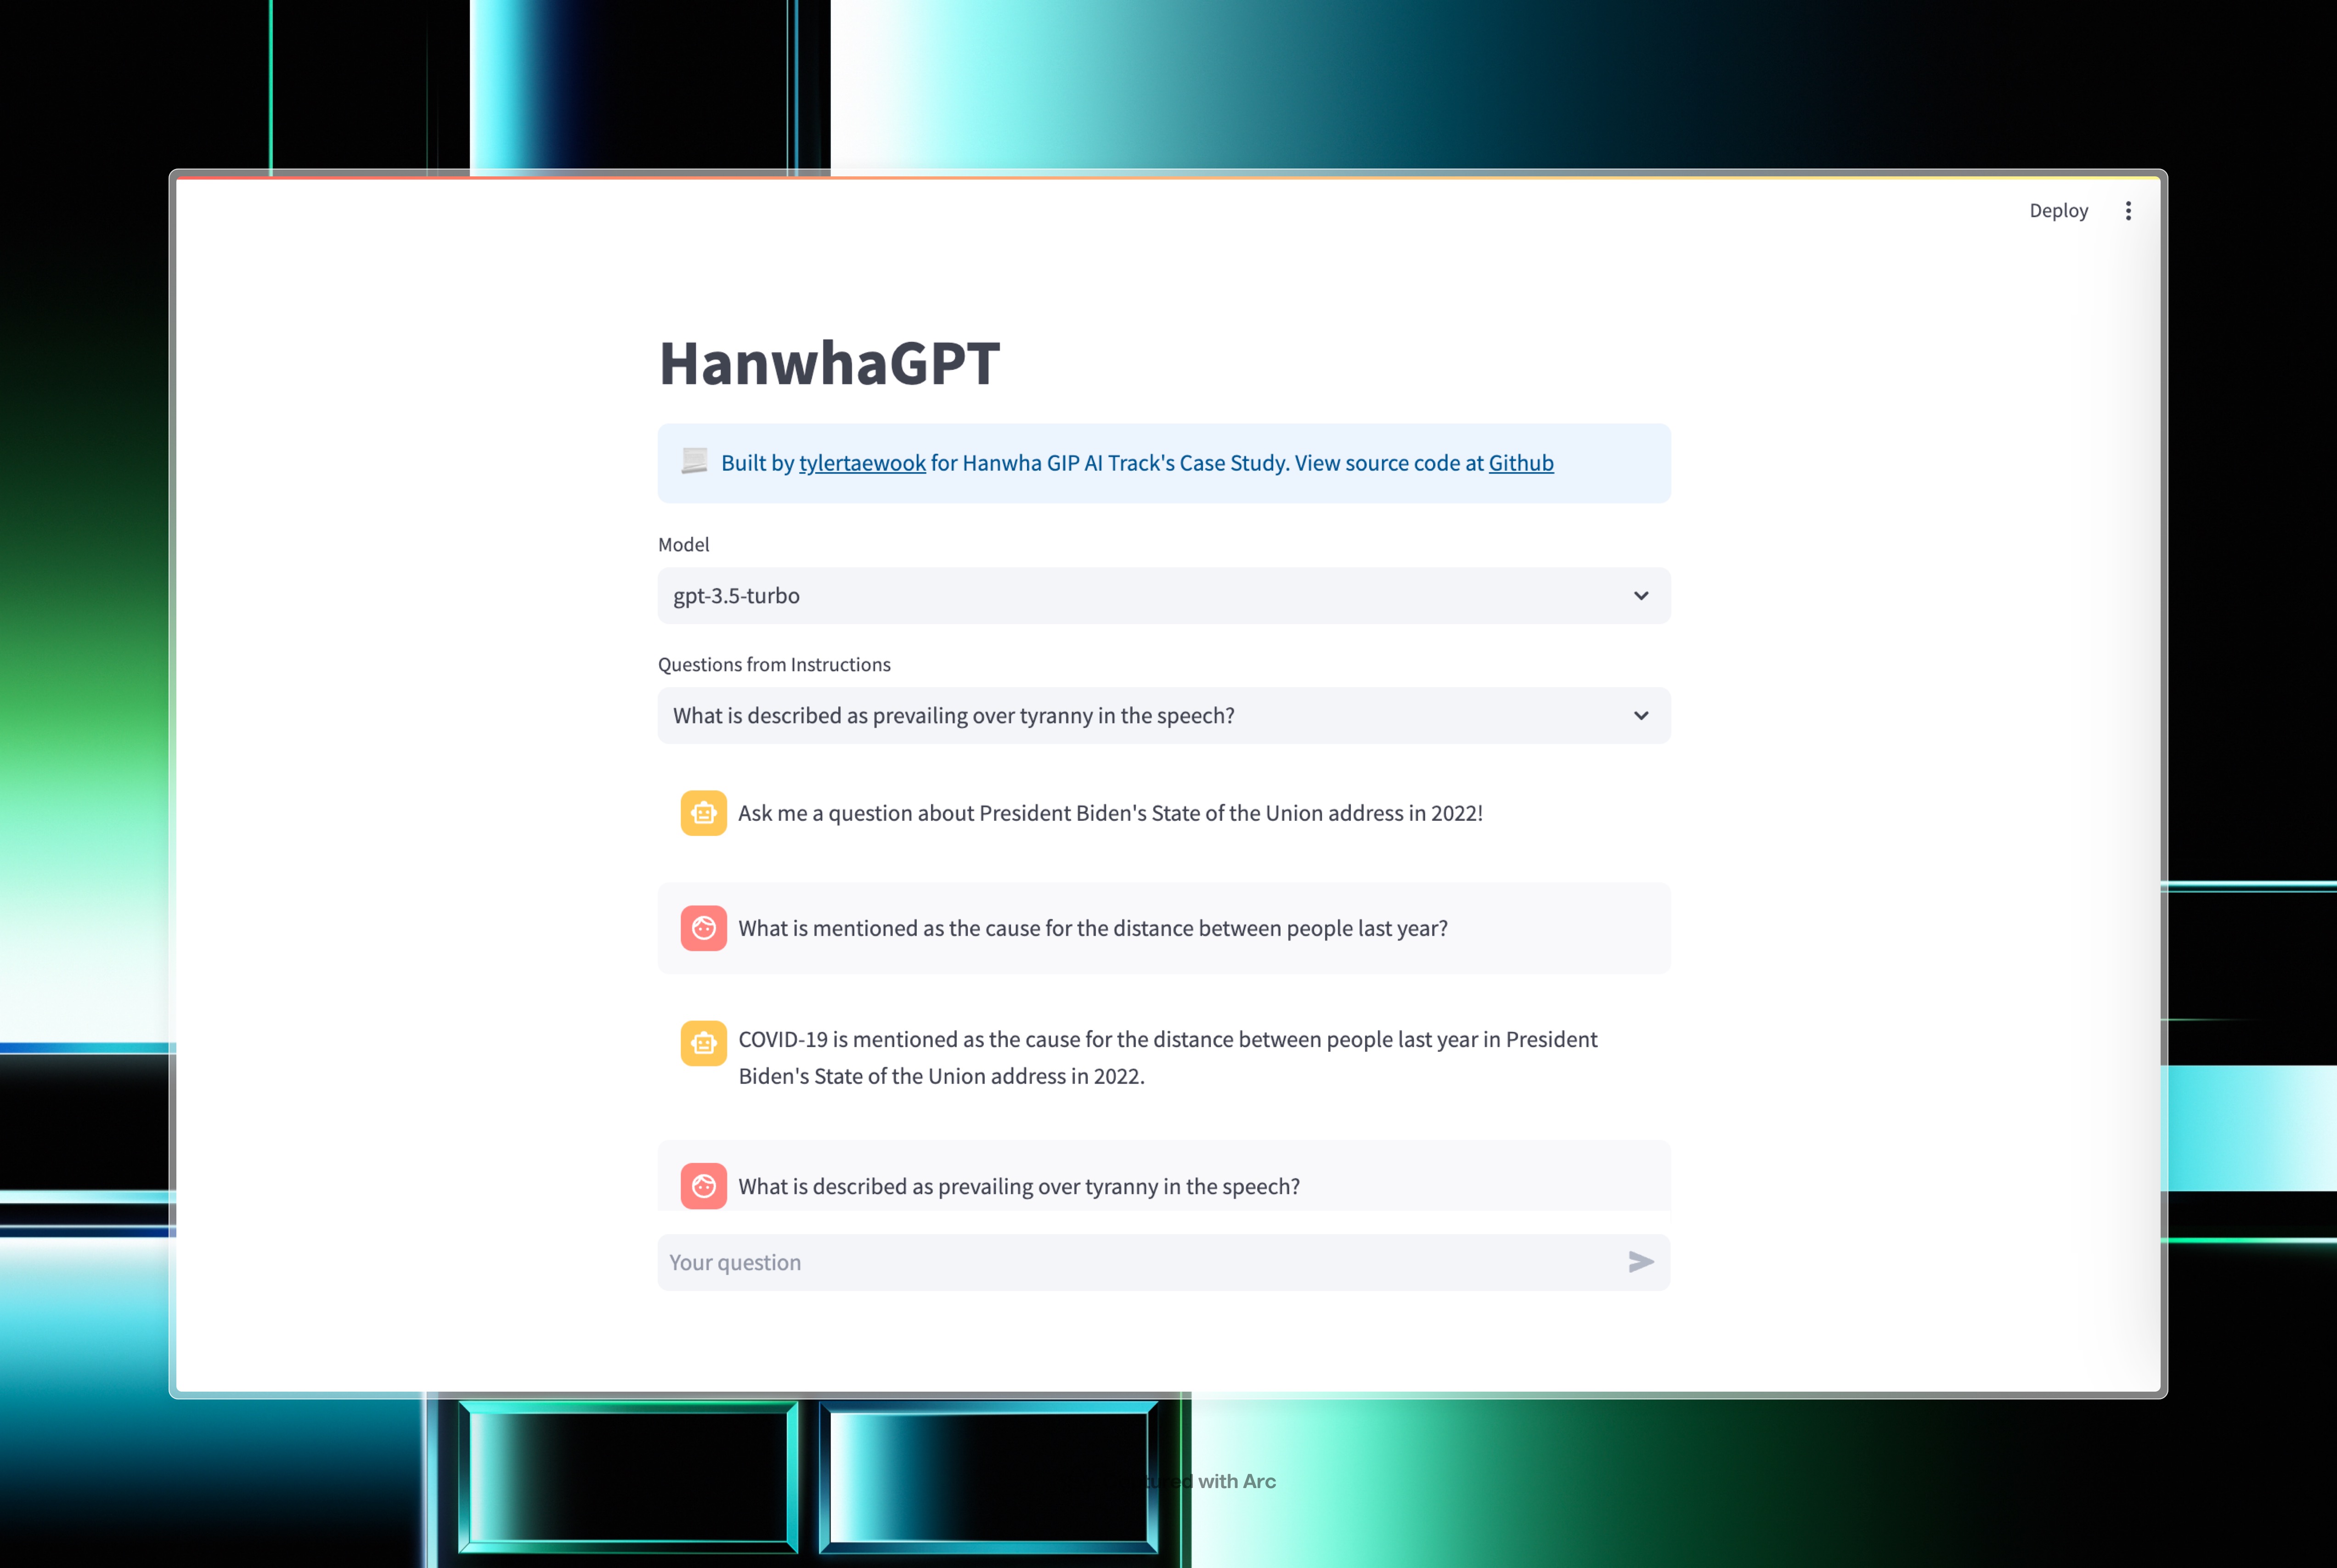 Deploy
HanwhaGPT
Built by tylertaewook for Hanwha GIP AI Track's Case Study. View source code at Github
Model
gpt-3.5-turbo
Questions from Instructions
What is described as prevailing over tyranny in the speech?
Ask me a question about President Biden's State of the Union address in 2022!
What is mentioned as the cause for the distance between people last year?
COVID-19 is mentioned as the cause for the distance between people last year in President
Biden's State of the Union address in 2022.
What is described as prevailing over tyranny in the speech?
Your question
with Arc